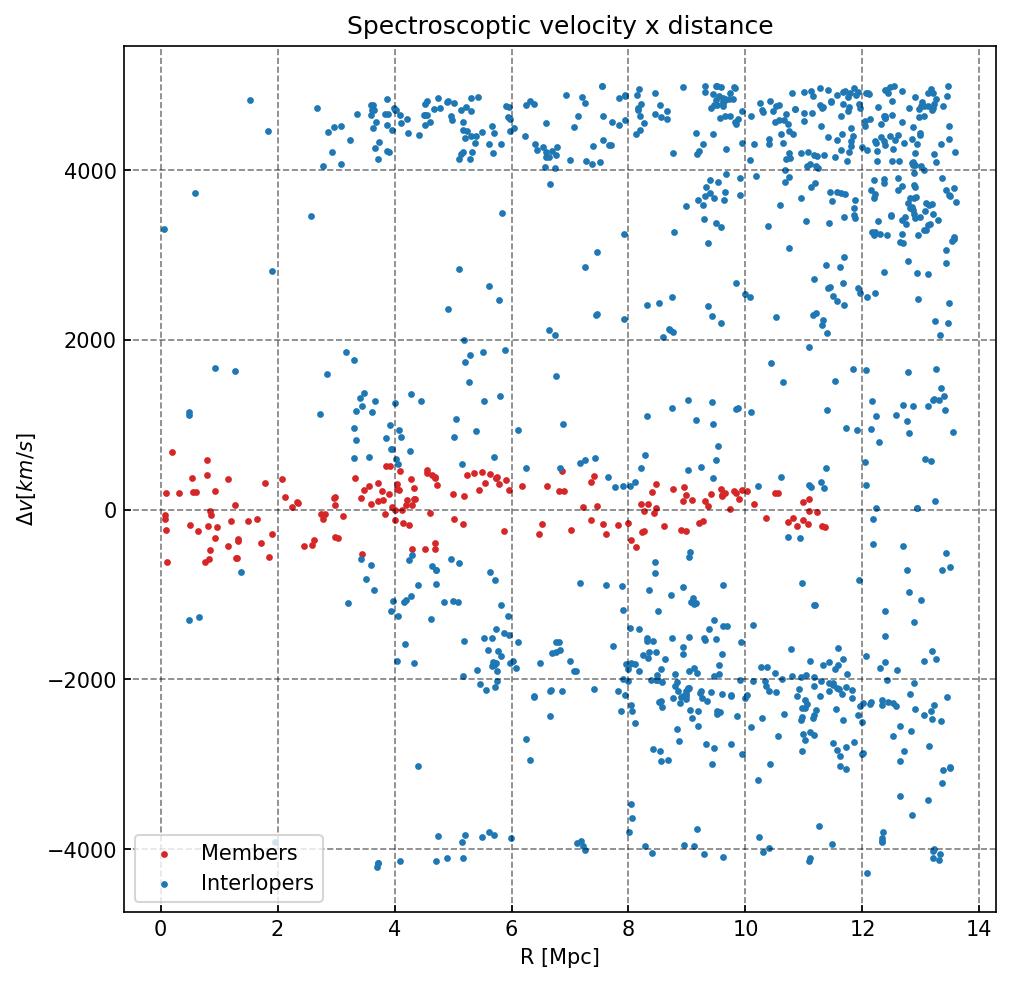 Spectroscoptic velocity x distance
Δv[km/s]
4000
2000
0
−2000
−4000
Members
Interlopers
0 2 4 6 8 10 12 14
R [Mpc]